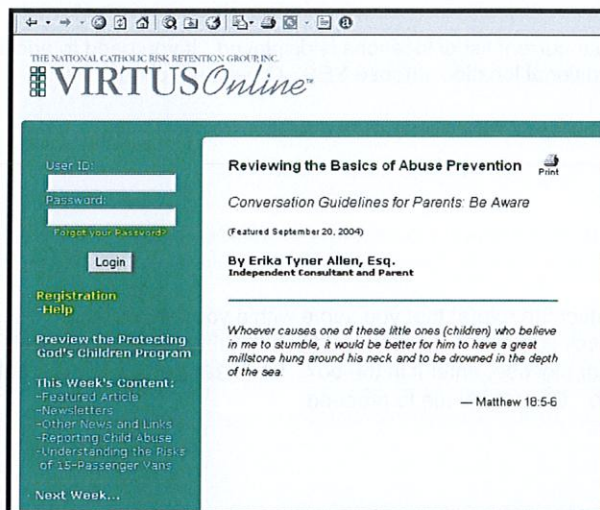 THE NATIONAL CATHOLIC RISK RETENTION GROUP, INC.
VIRTUS Online™
User ID:
Password:
Forgot your Password?
Login
Registration
-Help
Preview the Protecting
God's Children Program
This Week's Content:
-Featured Article
-Newsletters
-Other News and Links
-Reporting Child Abuse
-Understanding the Risks
of 15-Passenger Vans
Next Week...
Reviewing the Basics of Abuse Prevention
Print
Conversation Guidelines for Parents: Be Aware
(Featured September 20, 2004)
By Erika Tyner Allen, Esq.
Independent Consultant and Parent
Whoever causes one of these little ones (children) who believe
in me to stumble, it would be better for him to have a great
millstone hung around his neck and to be drowned in the depth
of the sea.
— Matthew 18:5-6